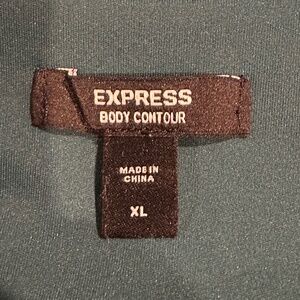 EXPRESS
BODY CONTOUR
MADE IN
CHINA
XL